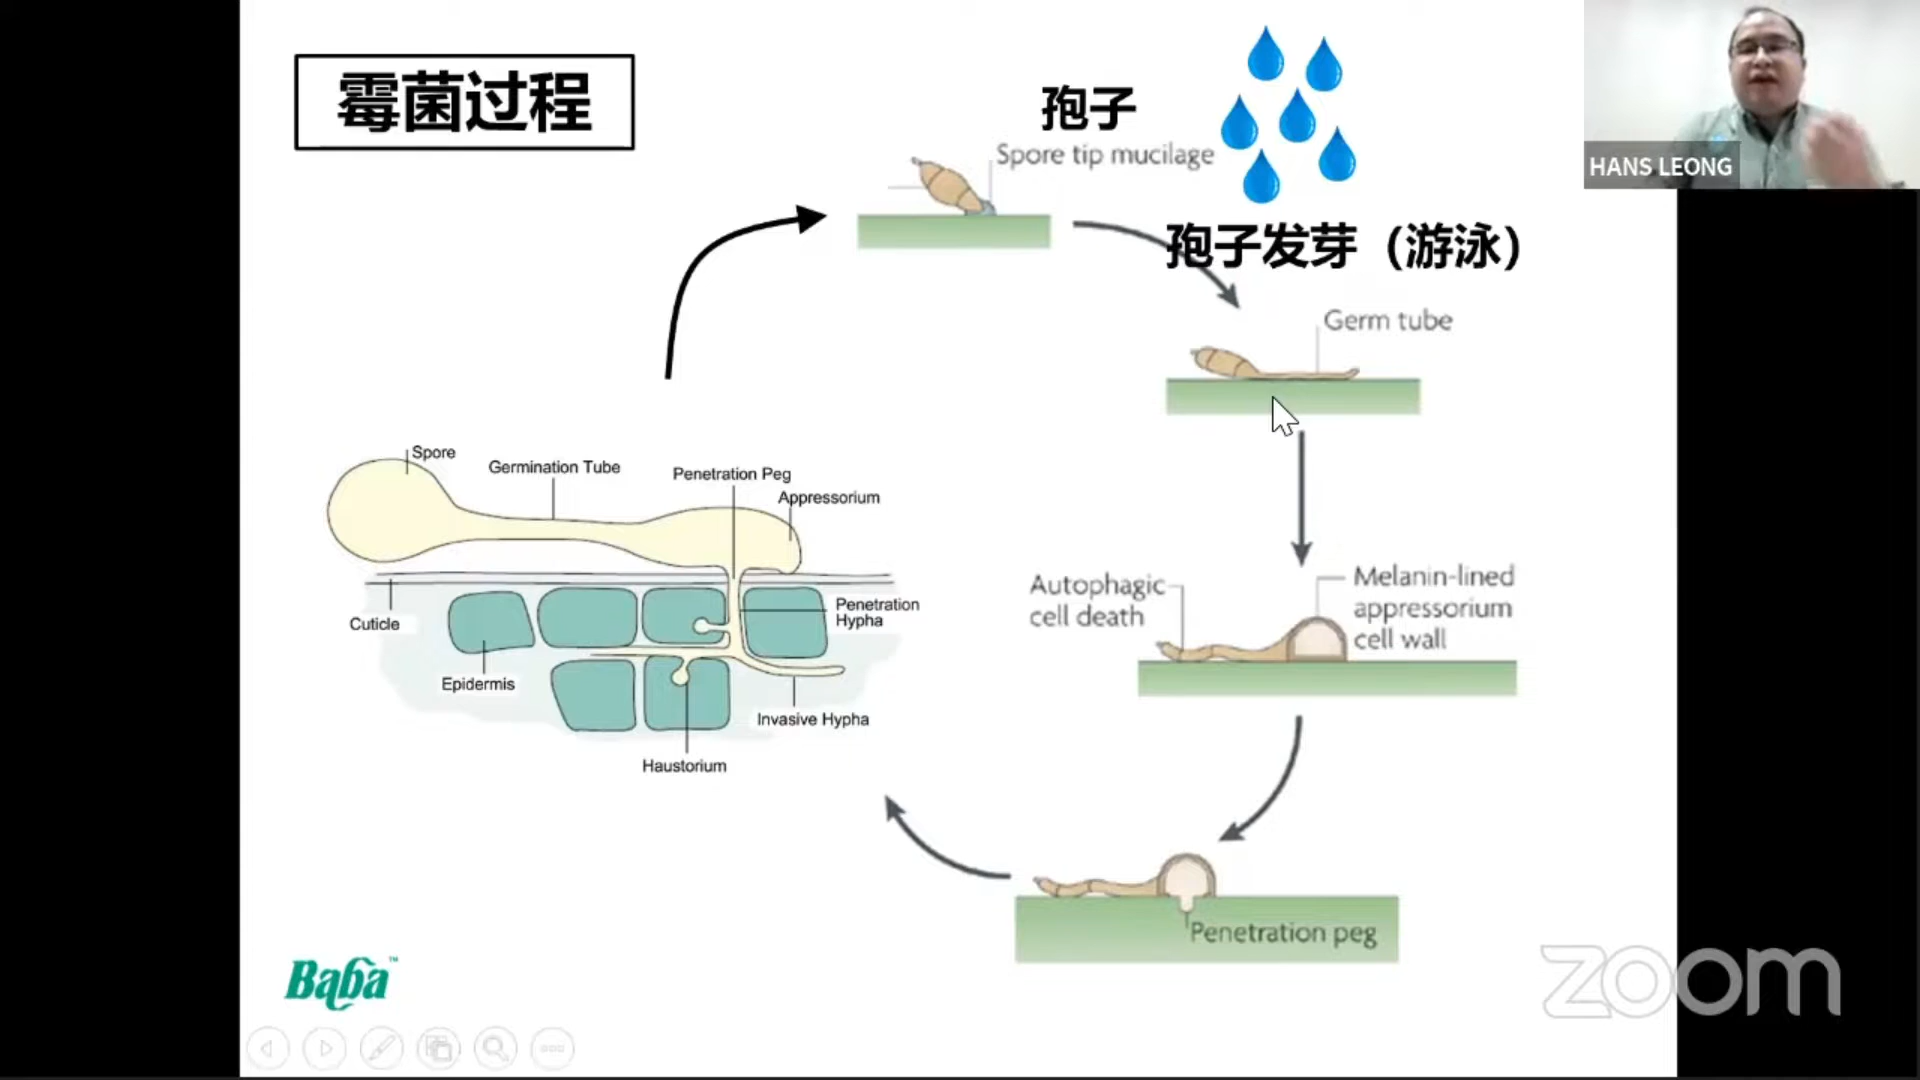 霉菌过程
孢子
Spore tip mucilage
HANS LEONG
孢子发芽（游泳）
Germ tube
Spore
Germination Tube
Penetration Peg
Appressorium
Cuticle
Epidermis
Penetration
Hypha
Invasive Hypha
Haustorium
Autophagic
cell death
Melanin-lined
appressorium
cell wall
Penetration peg
Baba™
zoom